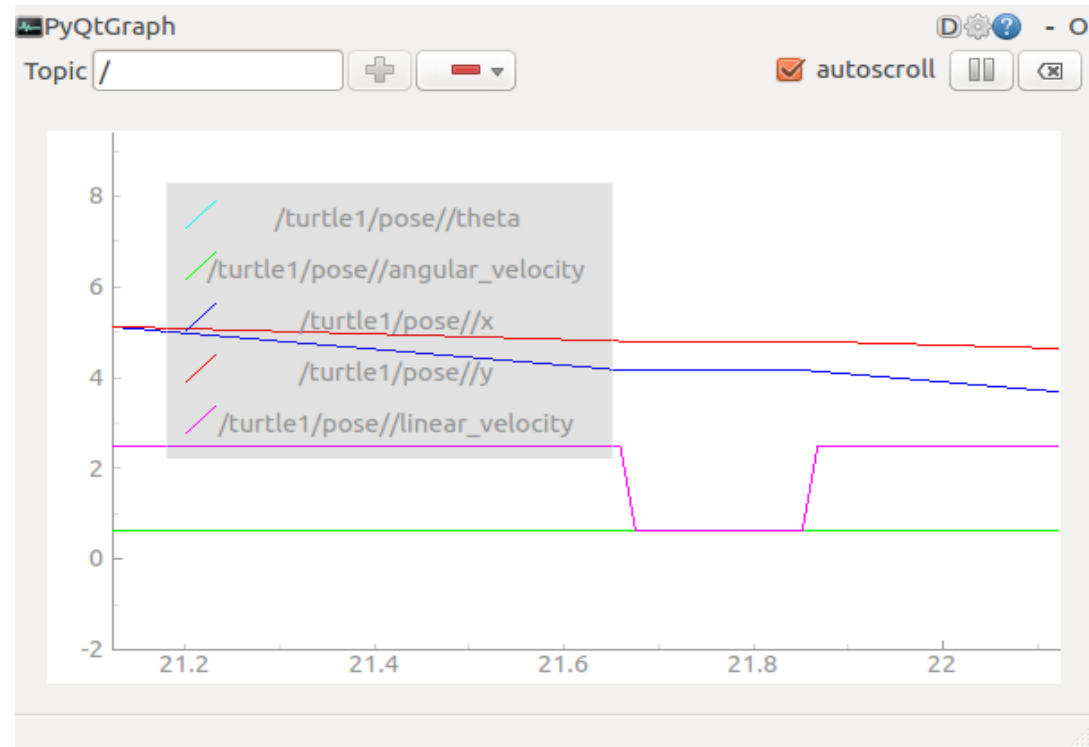 PyQtGraph D ? - O
Topic / autoscroll
8
6
4
2
0
-2
/turtle1/pose//theta
/turtle1/pose//angular_velocity
/turtle1/pose//x
/turtle1/pose//y
/turtle1/pose//linear_velocity
21.2 21.4 21.6 21.8 22